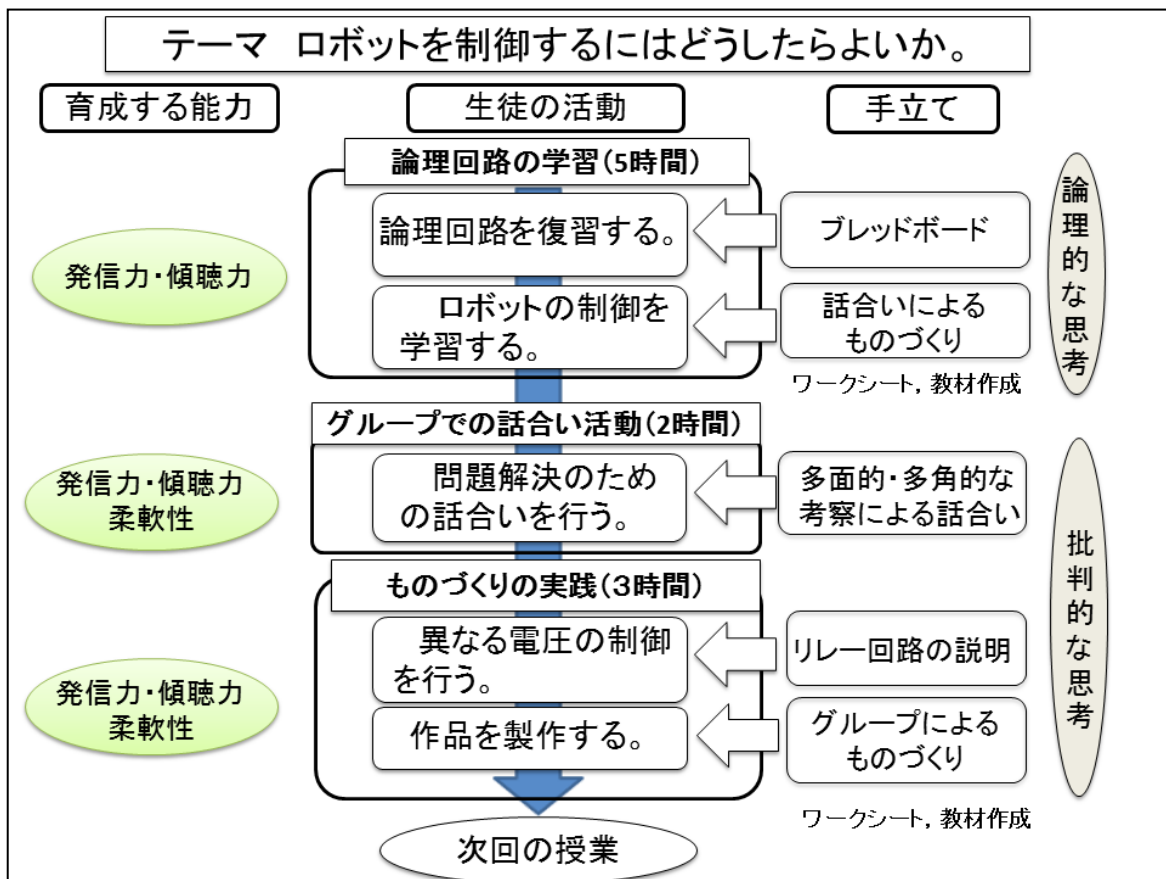 テーマ　ロボットを制御するにはどうしたらよいか。
育成する能力
生徒の活動
手立て
論理回路の学習(5時間)
論理回路を復習する。
ブレッドボード
発信力・傾聴力
ロボットの制御を
学習する。
話合いによる
ものづくり
ワークシート, 教材作成
論理的な思考
グループでの話合い活動(2時間)
発信力・傾聴力
柔軟性
問題解決のため
の話合いを行う。
多面的・多角的な
考察による話合い
ものづくりの実践(3時間)
異なる電圧の制御
を行う。
リレー回路の説明
発信力・傾聴力
柔軟性
作品を製作する。
グループによる
ものづくり
ワークシート, 教材作成
批判的な思考
次回の授業